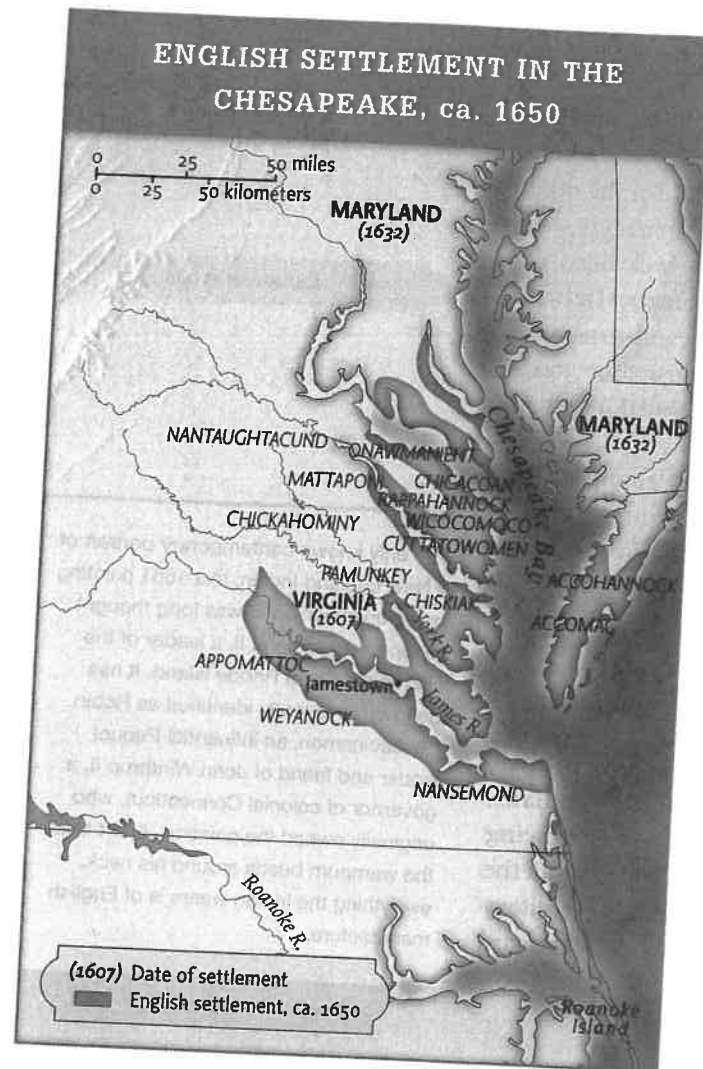 ENGLISH SETTLEMENT IN THE
CHESAPEAKE, ca. 1650
0 25 50 miles
0 25 50 kilometers
MARYLAND
(1632)
Chesapeake Bay
MARYLAND
(1632)
NANTAUGHTACUND
ONAWMANIENT
MATTAPONI
CHICACOAN
RAPPAHANNOCK
CHICKAHOMINY
WICOCOMOCO
CUTTATOWOMEN
PAMUNKEY
ACCOHANNOCK
VIRGINIA
(1607)
CHISKIAK
ACCOMAC
York R.
APPOMATTOC
Jamestown
James R.
WEYANOCK
NANSEMOND
Roanoke R.
(1607) Date of settlement
English settlement, ca. 1650
Roanoke
Island